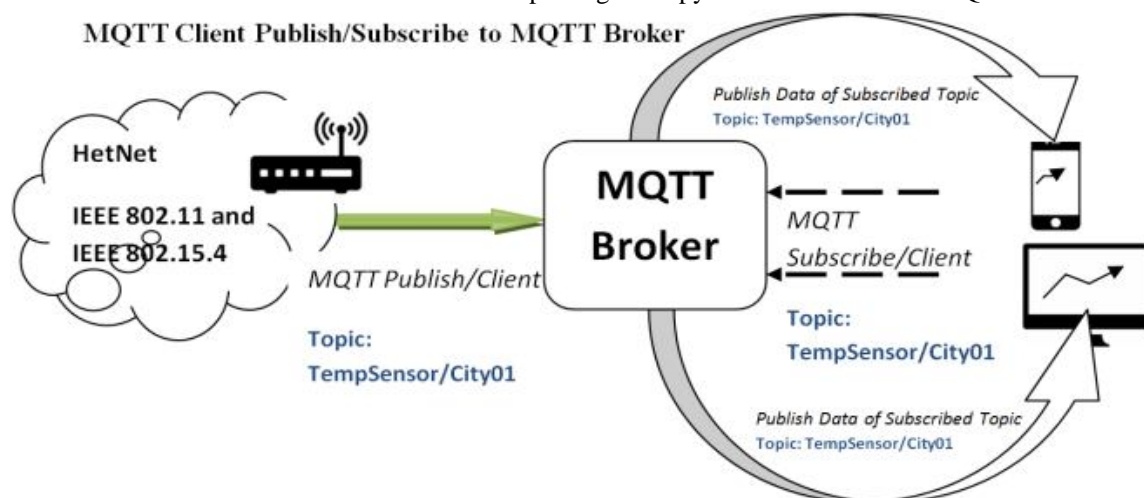 MQTT Client Publish/Subscribe to MQTT Broker
HetNet
IEEE 802.11 and
IEEE 802.15.4
MQTT Publish/Client
Topic:
TempSensor/City01
MQTT
Broker
Publish Data of Subscribed Topic
Topic: TempSensor/City01
MQTT
Subscribe/Client
Topic:
TempSensor/City01
Publish Data of Subscribed Topic
Topic: TempSensor/City01